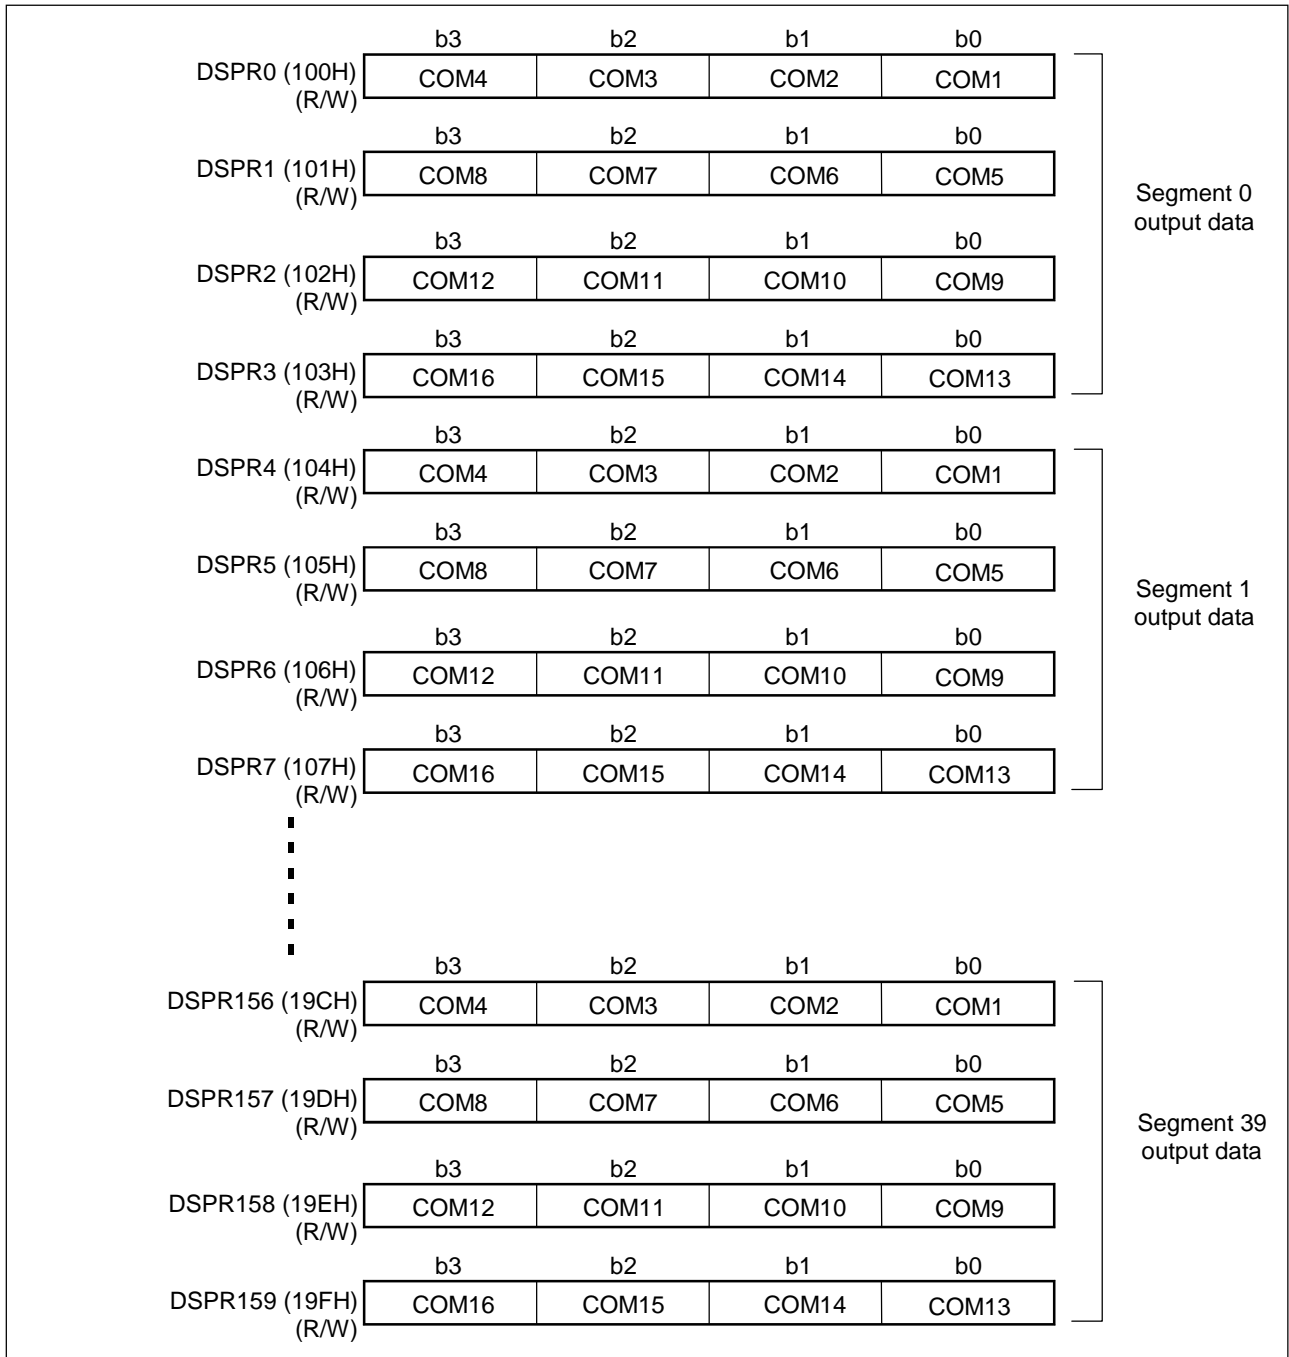 b3 b2 b1 b0
DSPR0 (100H) COM4 COM3 COM2 COM1
(R/W)
b3 b2 b1 b0
DSPR1 (101H) COM8 COM7 COM6 COM5
(R/W)
Segment 0
output data
b3 b2 b1 b0
DSPR2 (102H) COM12 COM11 COM10 COM9
(R/W)
b3 b2 b1 b0
DSPR3 (103H) COM16 COM15 COM14 COM13
(R/W)
b3 b2 b1 b0
DSPR4 (104H) COM4 COM3 COM2 COM1
(R/W)
b3 b2 b1 b0
DSPR5 (105H) COM8 COM7 COM6 COM5
(R/W)
Segment 1
output data
b3 b2 b1 b0
DSPR6 (106H) COM12 COM11 COM10 COM9
(R/W)
b3 b2 b1 b0
DSPR7 (107H) COM16 COM15 COM14 COM13
(R/W)
b3 b2 b1 b0
DSPR156 (19CH) COM4 COM3 COM2 COM1
(R/W)
b3 b2 b1 b0
DSPR157 (19DH) COM8 COM7 COM6 COM5
(R/W)
Segment 39
output data
b3 b2 b1 b0
DSPR158 (19EH) COM12 COM11 COM10 COM9
(R/W)
b3 b2 b1 b0
DSPR159 (19FH) COM16 COM15 COM14 COM13
(R/W)